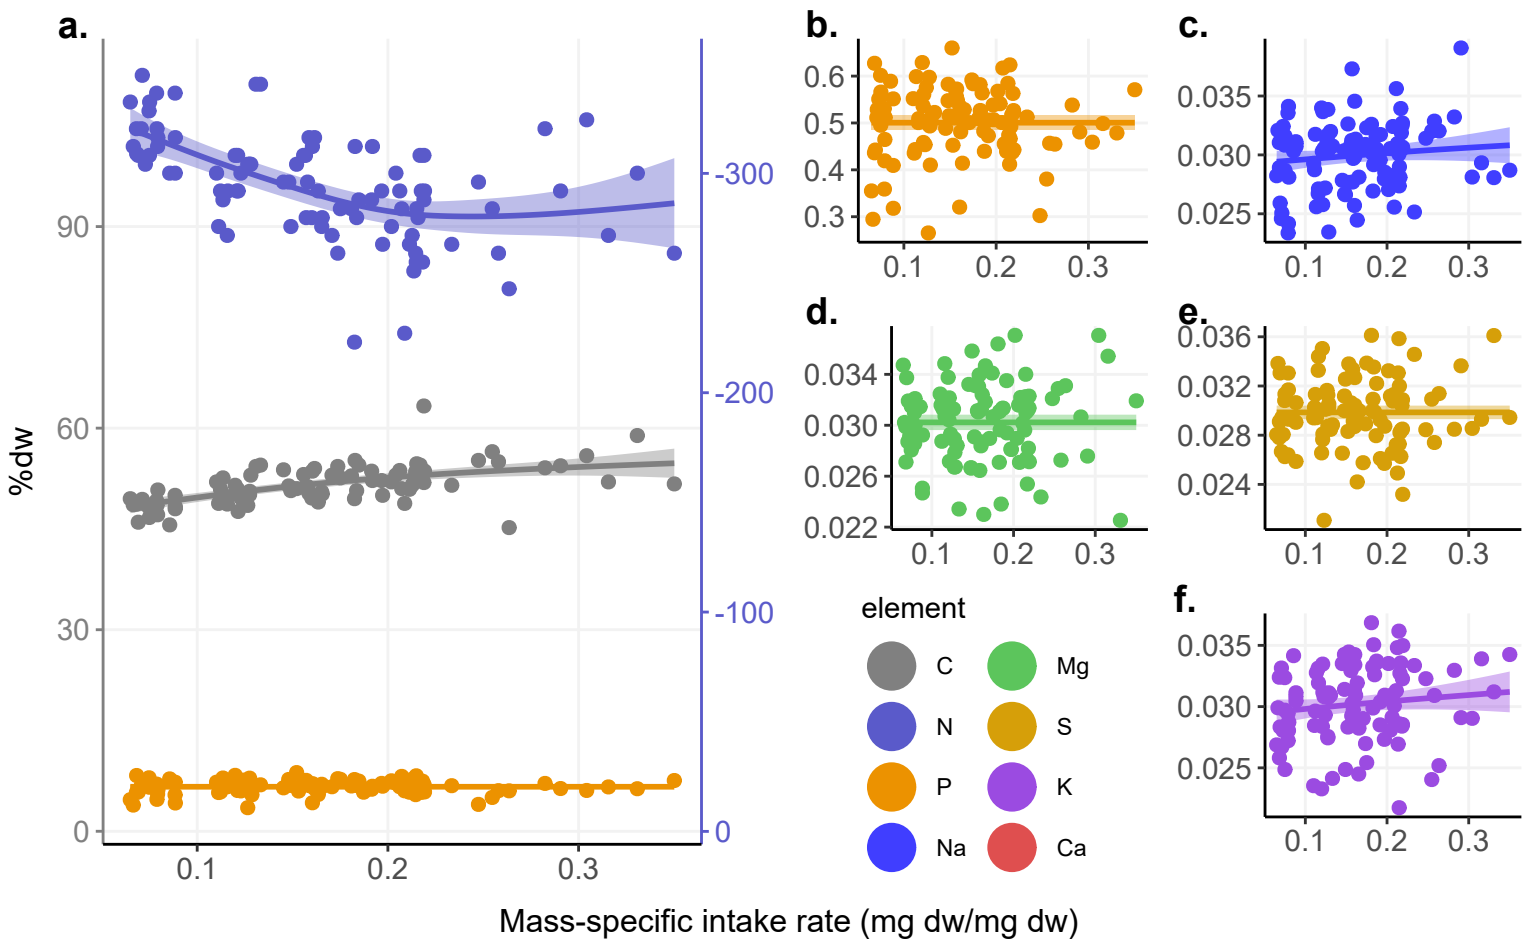 a.
90
60
30
0
%dw
-300
-200
-100
0
0.1 0.2 0.3
b.
0.6
0.5
0.4
0.3
0.1 0.2 0.3
c.
0.035
0.030
0.025
0.1 0.2 0.3
d.
0.034
0.030
0.026
0.022
0.1 0.2 0.3
e.
0.036
0.032
0.028
0.024
0.1 0.2 0.3
element
C Mg
N S
P K
Na Ca
f.
0.035
0.030
0.025
0.1 0.2 0.3
Mass-specific intake rate (mg dw/mg dw)